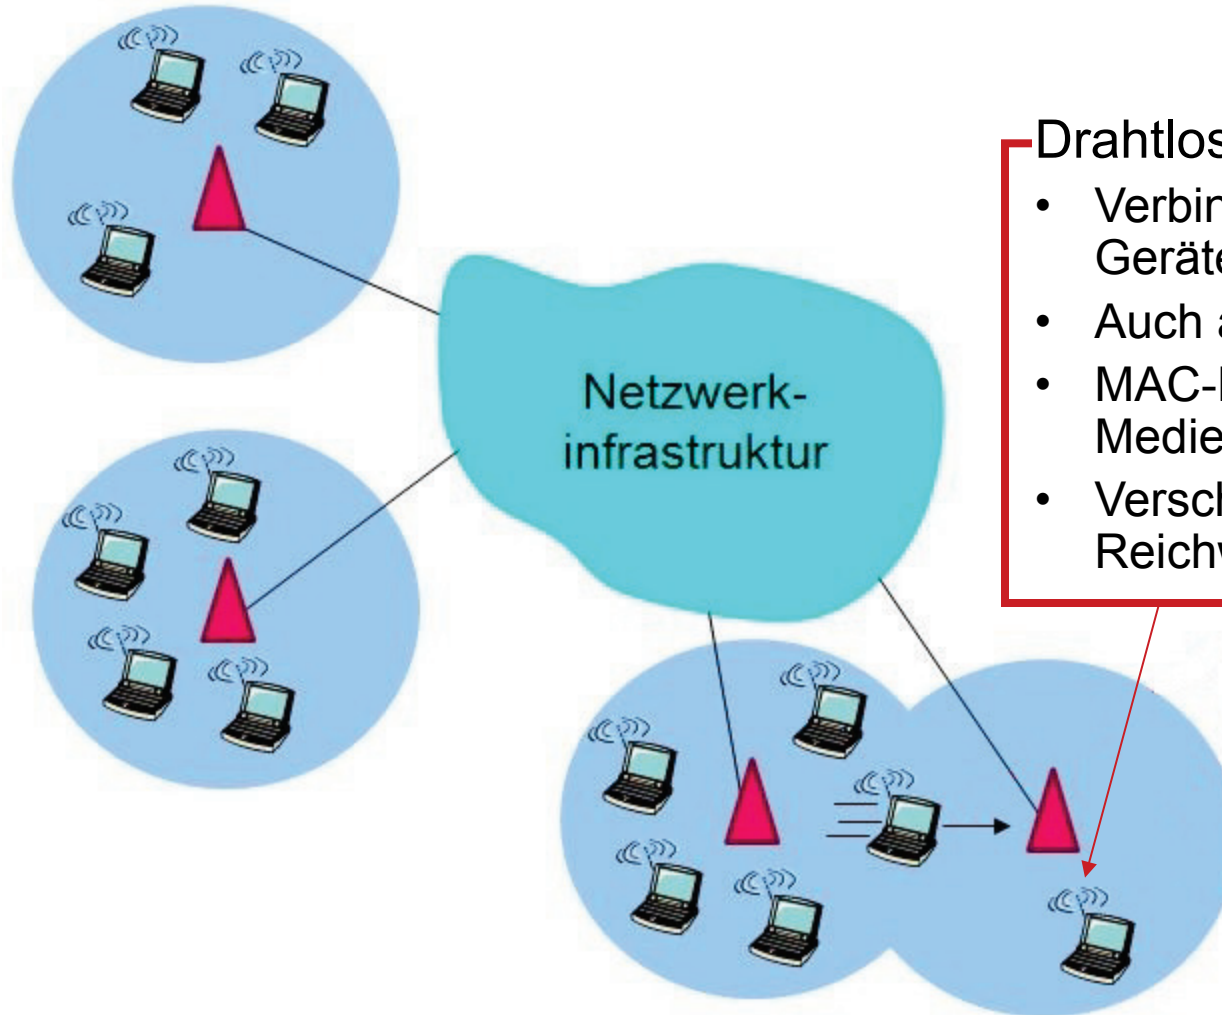 Netzwerk-
infrastruktur
Drahtlos
• Verbin
Geräte
• Auch a
• MAC-
Medie
• Versch
Reichw